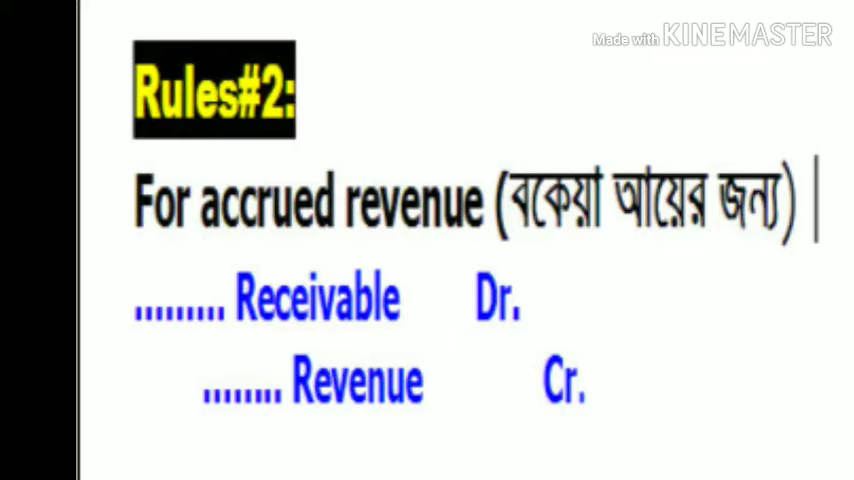 Made with KINEMASTER
Rules#2:
For accrued revenue (বকেয়া আয়ের জন্য)
......... Receivable Dr.
........ Revenue Cr.